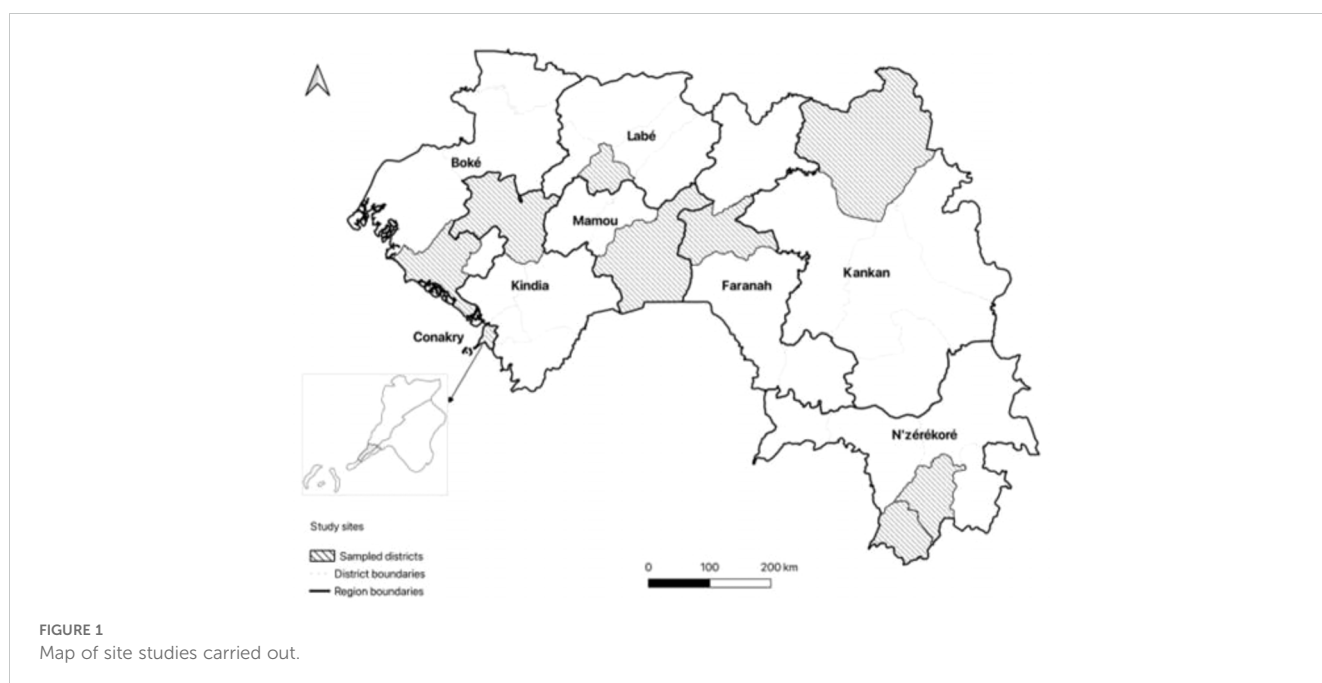 Labé
Boké
Mamou
Kankan
Kindia
Faranah
Conakry
N'zérékoré
Study sites
Sampled districts
District boundaries
Region boundaries
0 100 200 km
FIGURE 1
Map of site studies carried out.